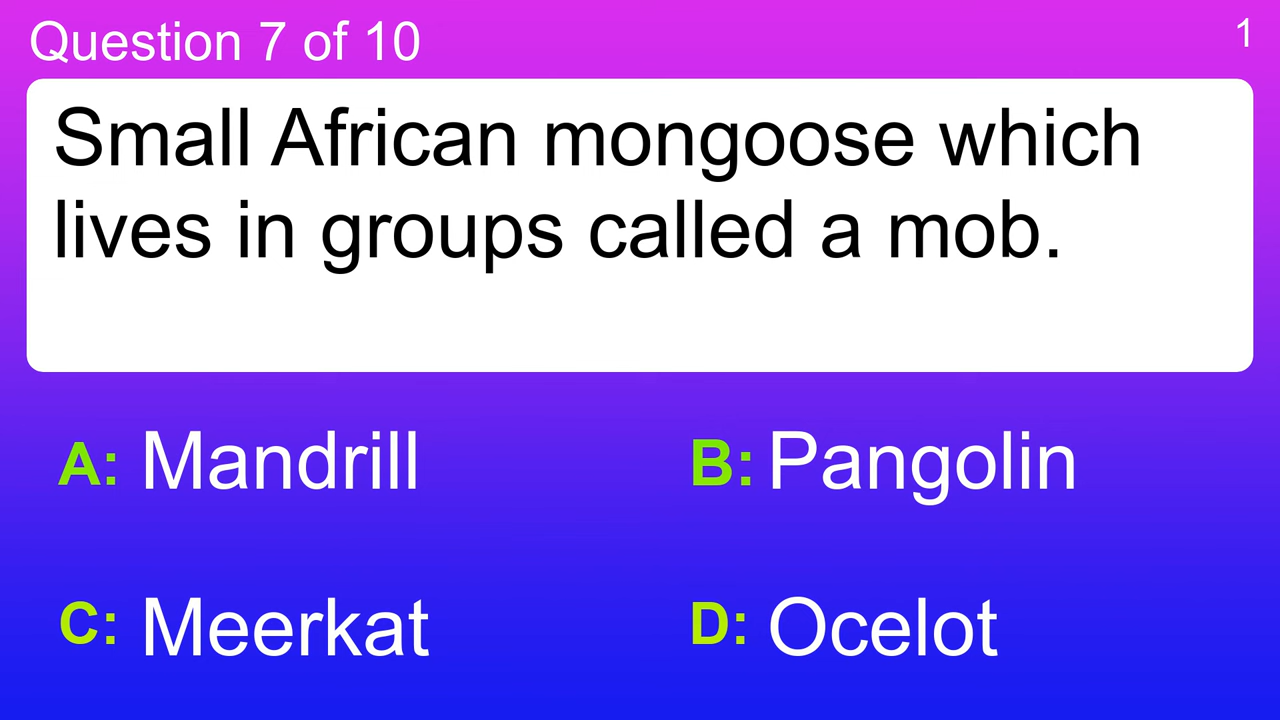 Question 7 of 10
1
Small African mongoose which
lives in groups called a mob.
A: Mandrill
B: Pangolin
C: Meerkat
D: Ocelot